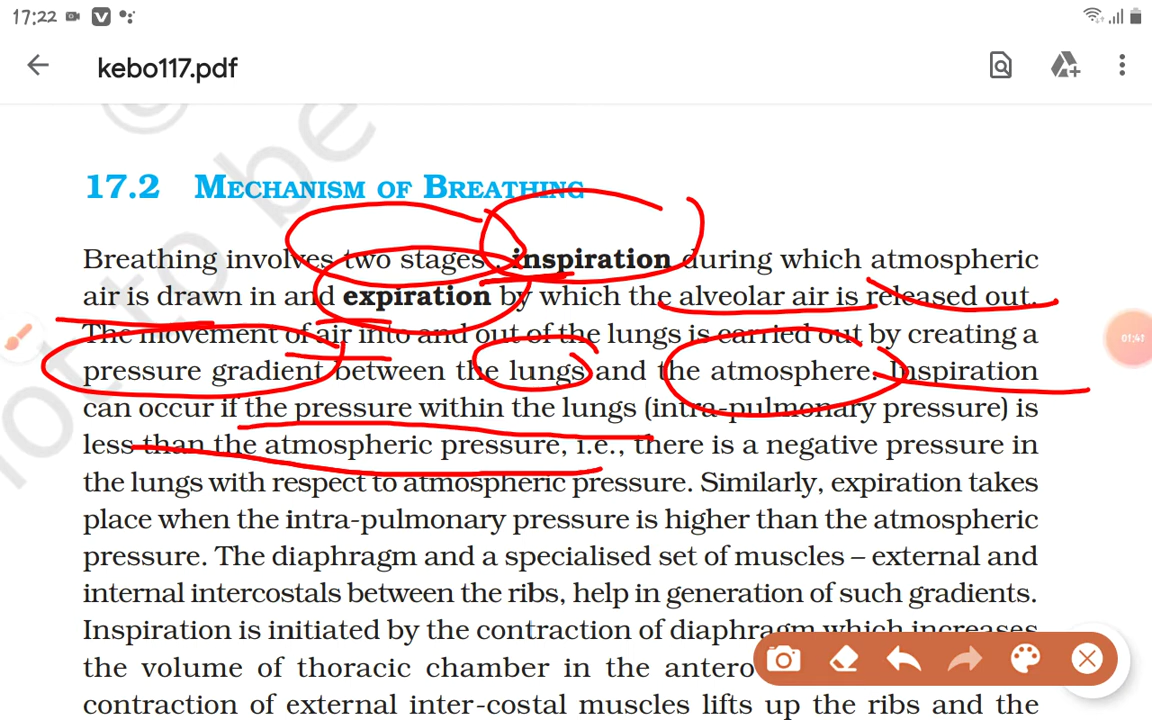 17:22
kebo117.pdf
not to be
©
17.2 MECHANISM OF BREATHING
Breathing involves two stages : inspiration during which atmospheric
air is drawn in and expiration by which the alveolar air is released out.
The movement of air into and out of the lungs is carried out by creating a
pressure gradient between the lungs and the atmosphere. Inspiration
can occur if the pressure within the lungs (intra-pulmonary pressure) is
less than the atmospheric pressure, i.e., there is a negative pressure in
the lungs with respect to atmospheric pressure. Similarly, expiration takes
place when the intra-pulmonary pressure is higher than the atmospheric
pressure. The diaphragm and a specialised set of muscles – external and
internal intercostals between the ribs, help in generation of such gradients.
Inspiration is initiated by the contraction of diaphragm which increases
the volume of thoracic chamber in the antero
contraction of external inter-costal muscles lifts up the ribs and the
01:41